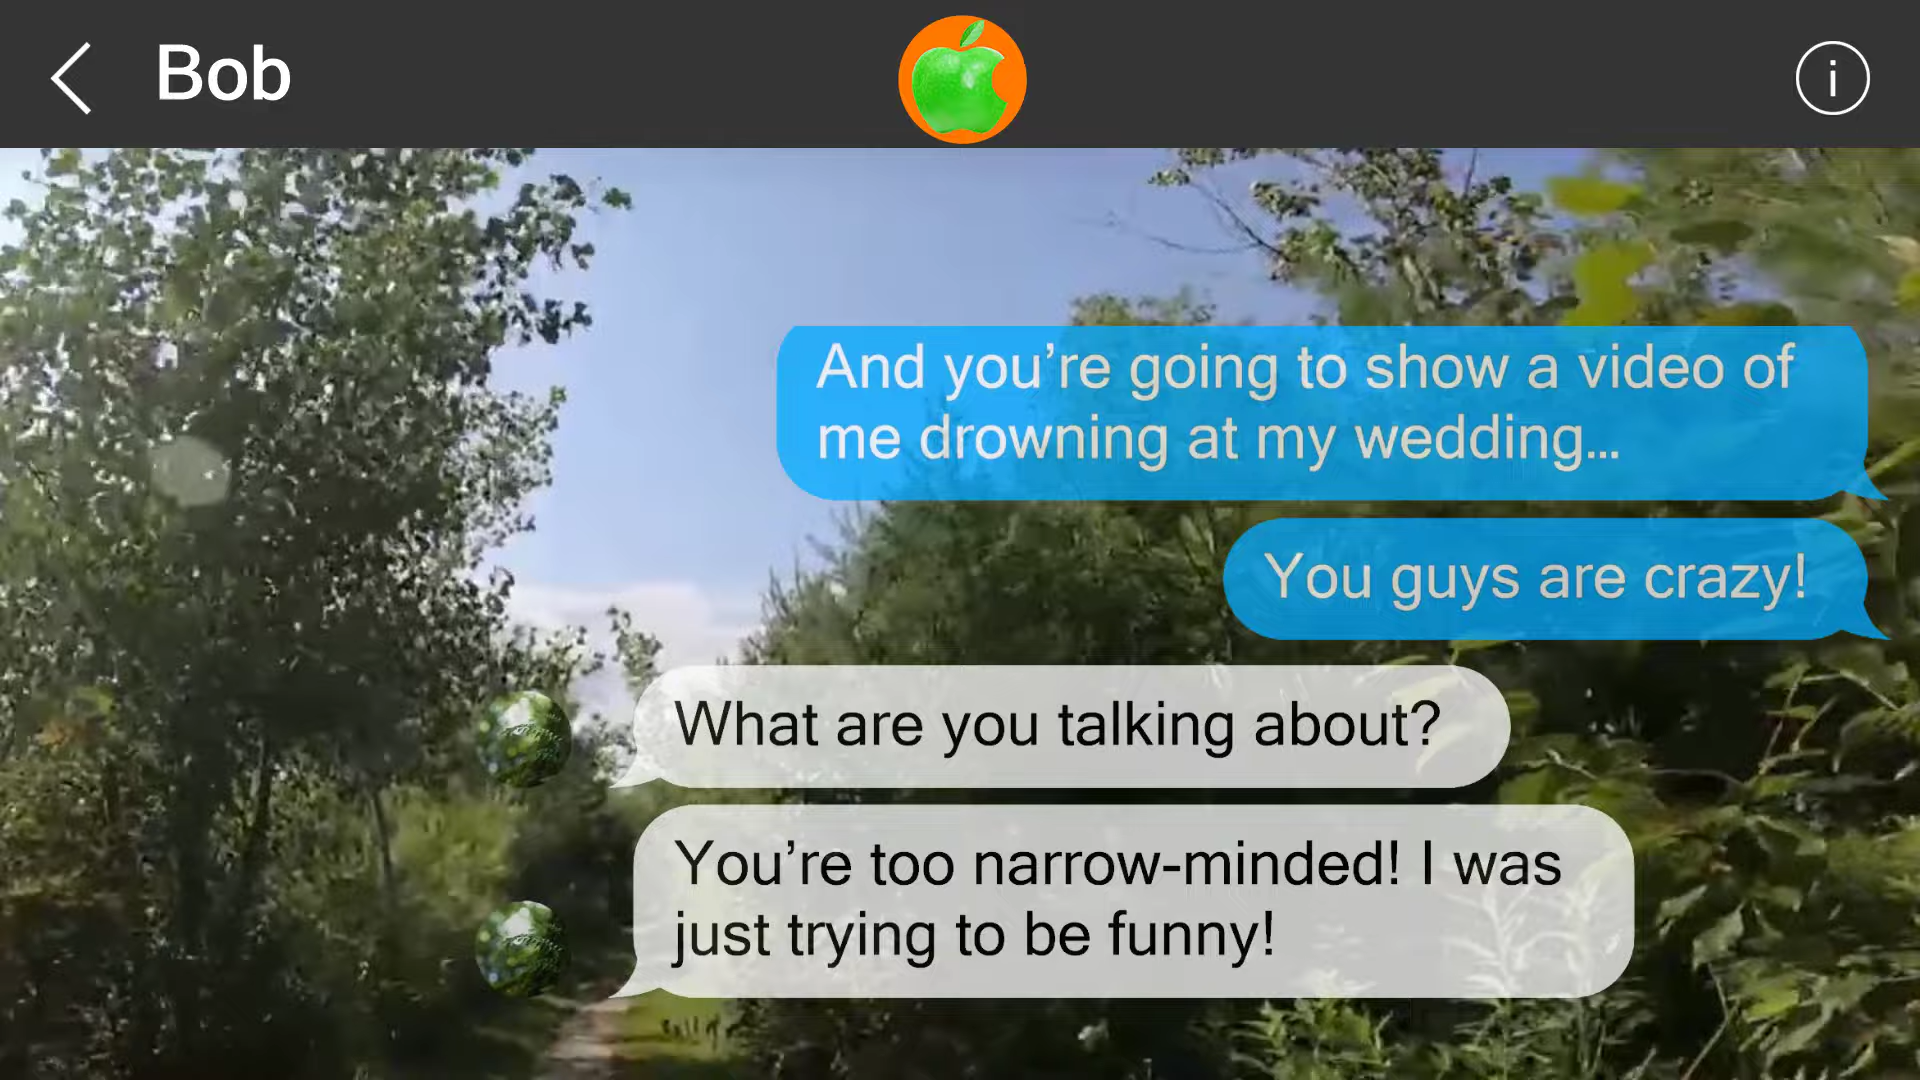 Bob
i
And you’re going to show a video of
me drowning at my wedding...
You guys are crazy!
What are you talking about?
You’re too narrow-minded! I was
just trying to be funny!